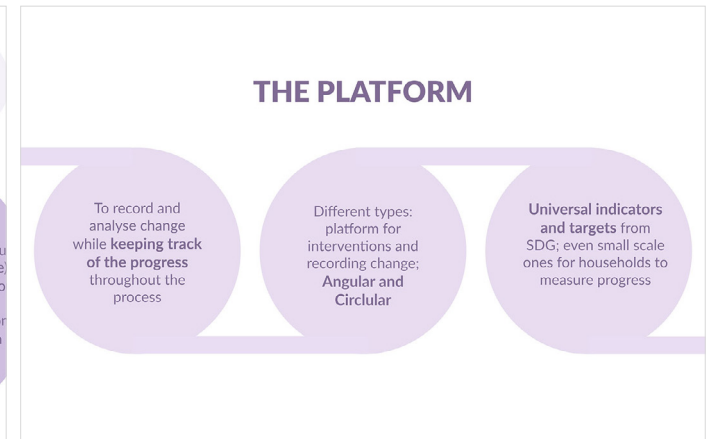 THE PLATFORM
To record and
analyse change
while keeping track
of the progress
throughout the
process
Different types:
platform for
interventions and
recording change;
Angular and
Circlular
Universal indicators
and targets from
SDG; even small scale
ones for households to
measure progress